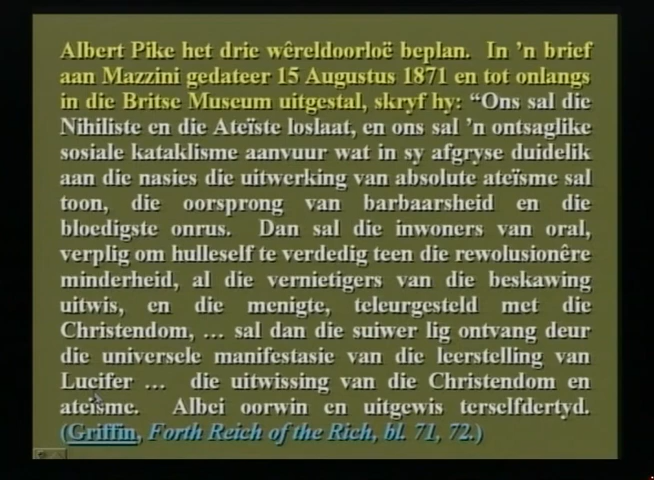 Albert Pike het drie wêreldoorloë beplan. In 'n brief
aan Mazzini gedateer 15 Augustus 1871 en tot onlangs
in die Britse Museum uitgestal, skryf hy: “Ons sal die
Nihiliste en die Ateïste loslaat, en ons sal 'n ontsaglike
sosiale kataklisme aanvuur wat in sy afgryse duidelik
aan die nasies die uitwerking van absolute ateïsme sal
toon, die oorsprong van barbaarsheid en die
bloedigste onrus. Dan sal die inwoners van oral,
verplig om hulleself te verdedig teen die rewolusionêre
minderheid, al die vernietigers van die beskawing
uitwis, en die menigte, teleurgesteld met die
Christendom, ... sal dan die suiwer lig ontvang deur
die universele manifestasie van die leerstelling van
Lucifer ... die uitwissing van die Christendom en
ateïsme. Albei oorwin en uitgewis terselfdertyd.
(Griffin, Forth Reich of the Rich, bl. 71, 72.)